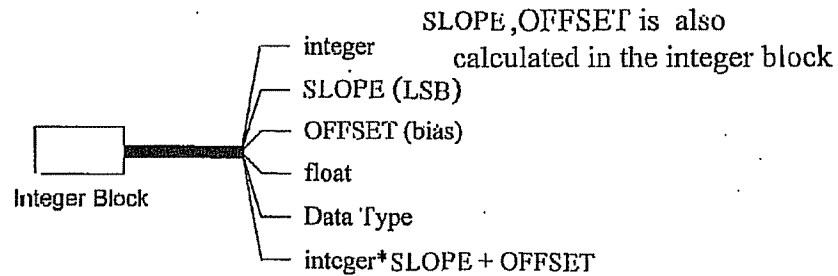 SLOPE,OFFSET is also
calculated in the integer block
integer
SLOPE (LSB)
OFFSET (bias)
float
Data Type
integer*SLOPE + OFFSET
Integer Block